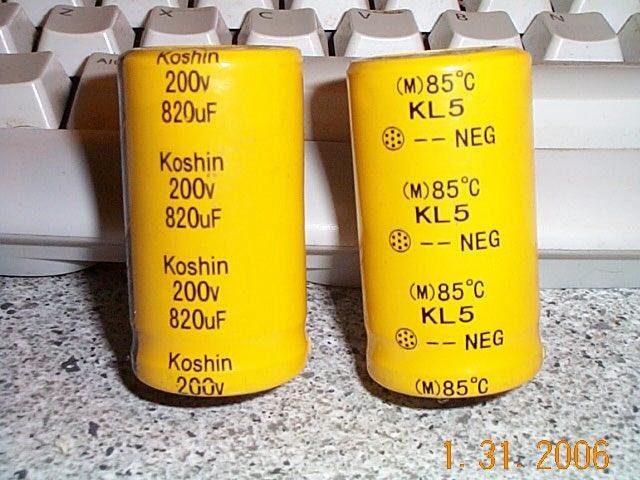 Z X C V B N
Alt
Koshin
200v
820uF
Koshin
200v
820uF
Koshin
200v
820uF
Koshin
200v
(M)85°C
KL5
-- NEG
(M)85°C
KL5
-- NEG
(M)85°C
KL5
-- NEG
(M)85°C
1. 31. 2006